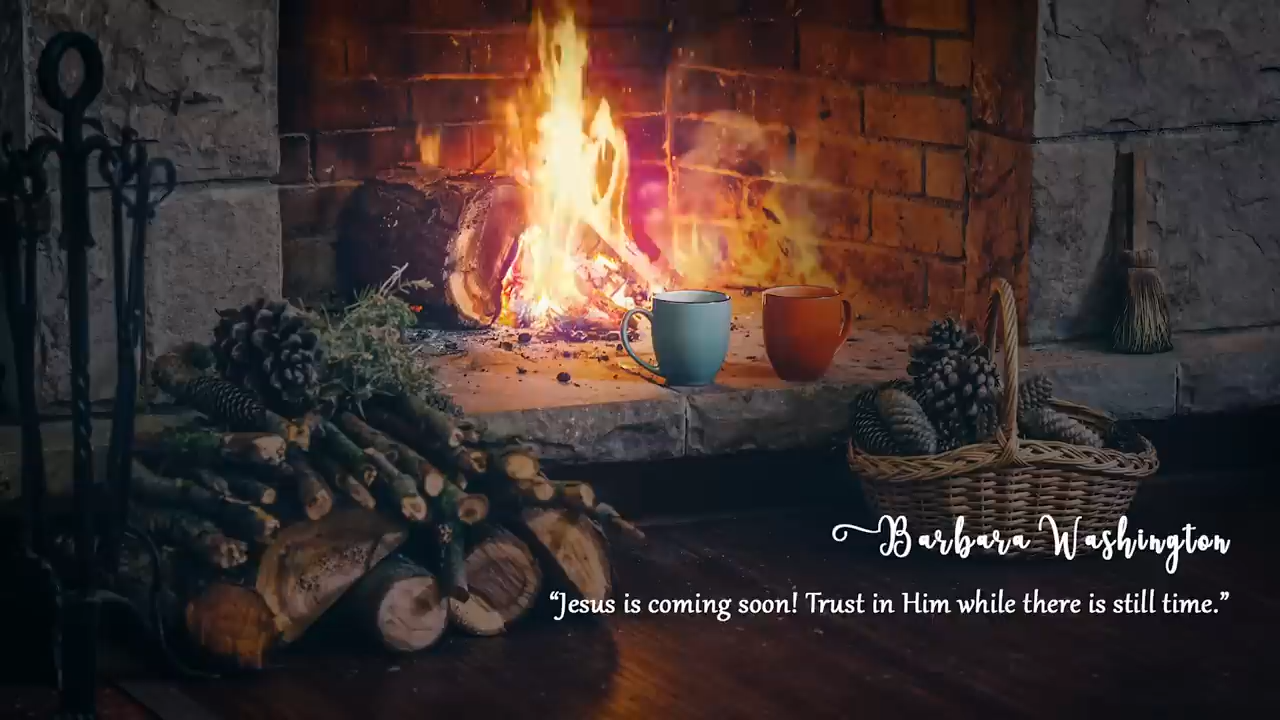 Barbara Washington
“Jesus is coming soon! Trust in Him while there is still time.”